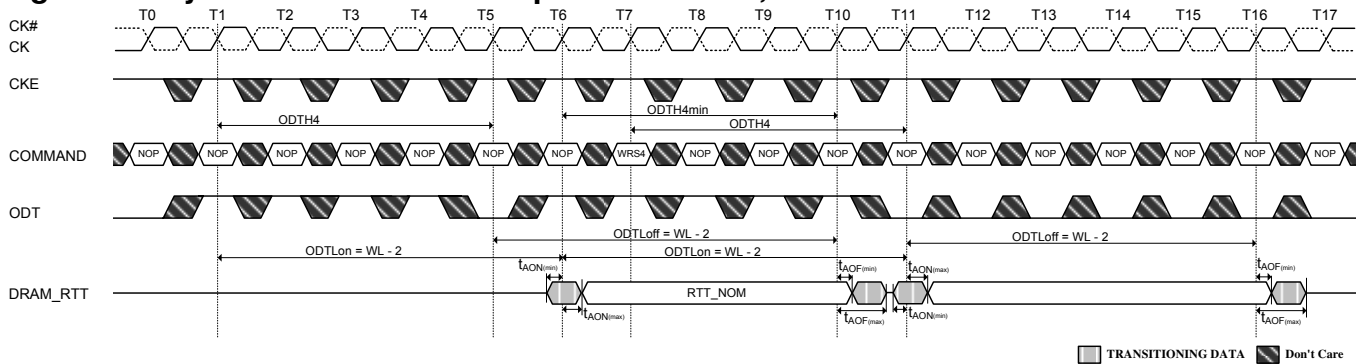 T0 T1 T2 T3 T4 T5 T6 T7 T8 T9 T10 T11 T12 T13 T14 T15 T16 T17
CK#
CK
CKE
ODTH4 ODTH4min
ODTH4
COMMAND NOP NOP NOP NOP NOP NOP NOP WRS4 NOP NOP NOP NOP NOP NOP NOP NOP NOP NOP
ODT
ODTLoff = WL - 2 ODTLoff = WL - 2
ODTLon = WL - 2 ODTLon = WL - 2
tAON(min) tAOF(min) tAON(max) tAOF(min)
DRAM_RTT RTT_NOM
tAON(max) tAOF(max) tAON(min) tAOF(max)
TRANSITIONING DATA Don't Care